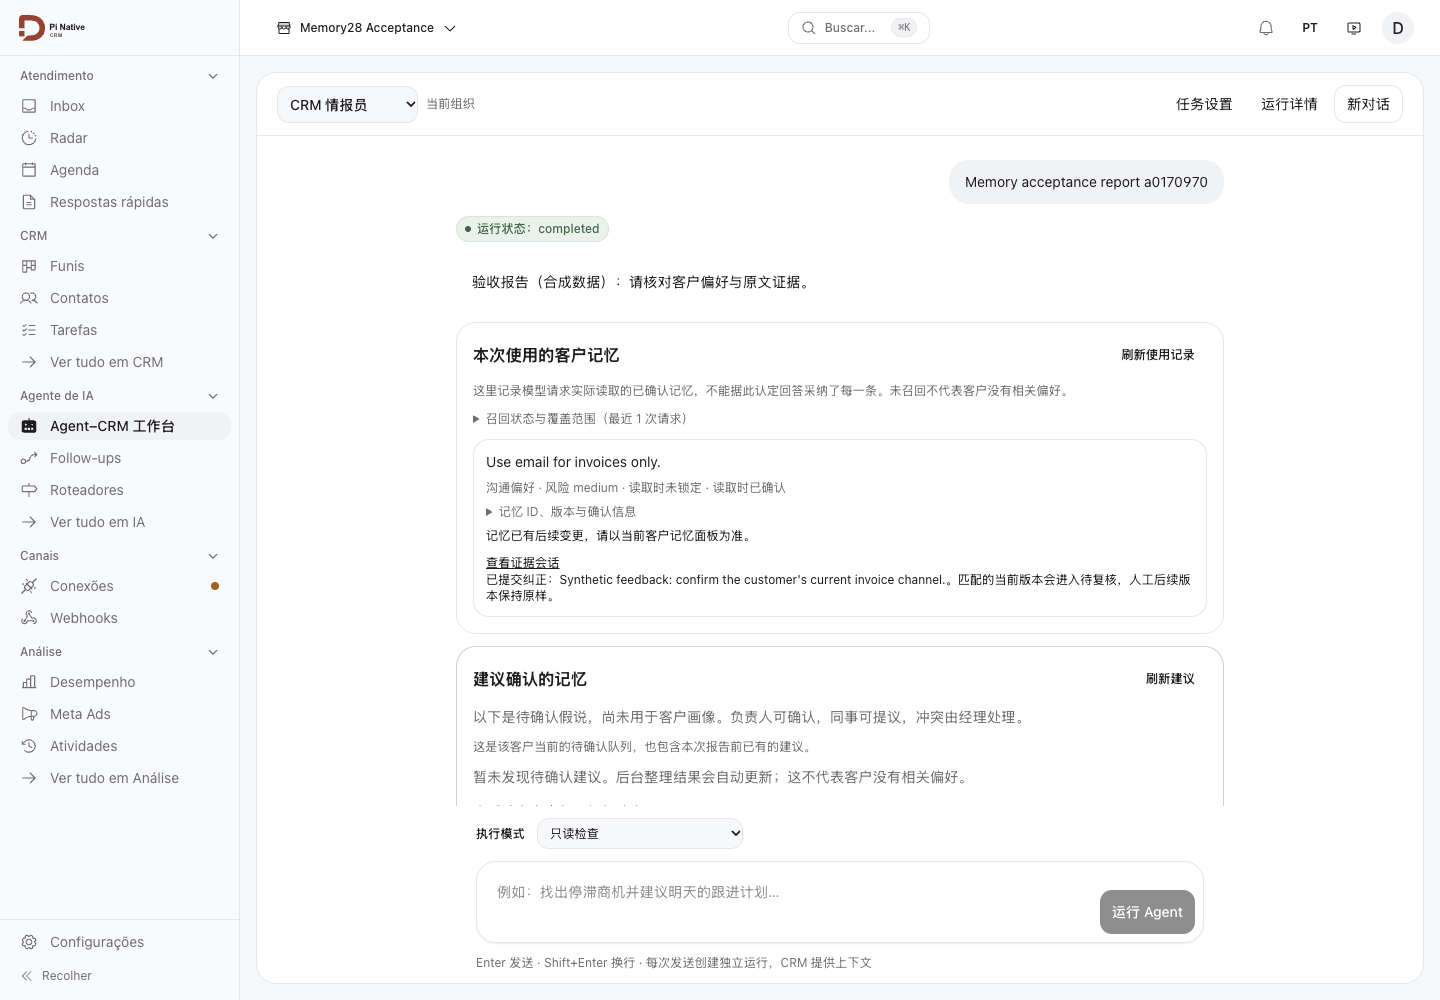 Pi Native
CRM
Memory28 Acceptance
Buscar...
⌘K
PT
D
Atendimento
Inbox
Radar
Agenda
Respostas rápidas
CRM
Funis
Contatos
Tarefas
Ver tudo em CRM
Agente de IA
Agent–CRM 工作台
Follow-ups
Roteadores
Ver tudo em IA
Canais
Conexões
Webhooks
Análise
Desempenho
Meta Ads
Atividades
Ver tudo em Análise
Configurações
Recolher
CRM 情报员
当前组织
任务设置
运行详情
新对话
Memory acceptance report a0170970
运行状态：completed
验收报告（合成数据）：请核对客户偏好与原文证据。
本次使用的客户记忆
刷新使用记录
这里记录模型请求实际读取的已确认记忆，不能据此认定回答采纳了每一条。未召回不代表客户没有相关偏好。
召回状态与覆盖范围（最近 1 次请求）
Use email for invoices only.
沟通偏好 · 风险 medium · 读取时未锁定 · 读取时已确认
记忆 ID、版本与确认信息
记忆已有后续变更，请以当前客户记忆面板为准。
查看证据会话
已提交纠正：Synthetic feedback: confirm the customer's current invoice channel.。匹配的当前版本会进入待复核，人工后续版
本保持原样。
建议确认的记忆
刷新建议
以下是待确认假说，尚未用于客户画像。负责人可确认，同事可提议，冲突由经理处理。
这是该客户当前的待确认队列，也包含本次报告前已有的建议。
暂未发现待确认建议。后台整理结果会自动更新；这不代表客户没有相关偏好。
执行模式
只读检查
例如：找出停滞商机并建议明天的跟进计划...
运行 Agent
Enter 发送 · Shift+Enter 换行 · 每次发送创建独立运行，CRM 提供上下文